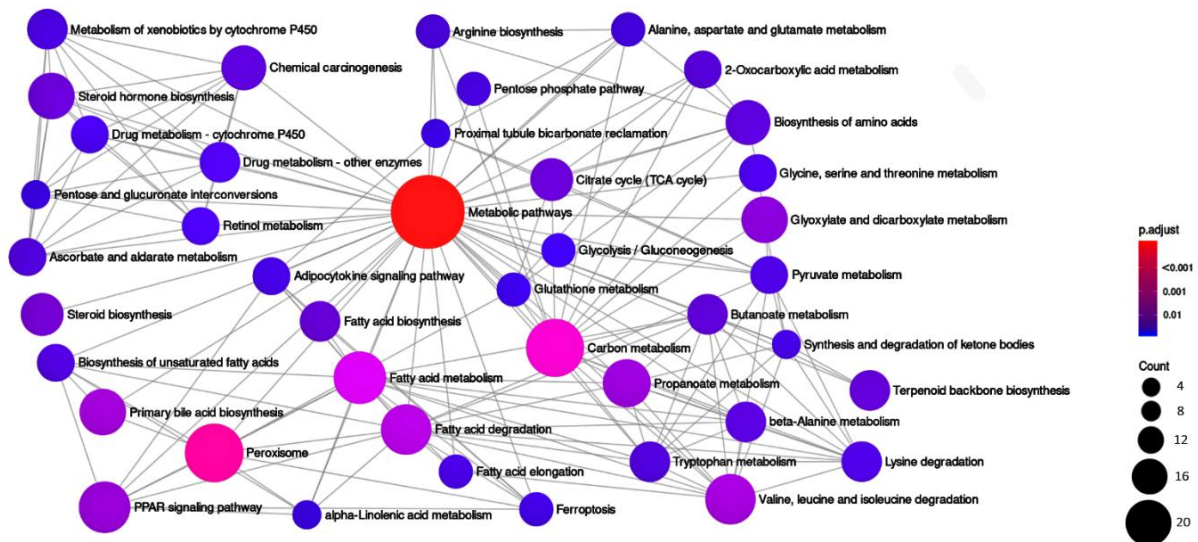 Metabolism of xenobiotics by cytochrome P450
Arginine biosynthesis
Alanine, aspartate and glutamate metabolism
Chemical carcinogenesis
2-Oxocarboxylic acid metabolism
Steroid hormone biosynthesis
Pentose phosphate pathway
Biosynthesis of amino acids
Drug metabolism - cytochrome P450
Proximal tubule bicarbonate reclamation
Drug metabolism - other enzymes
Glycine, serine and threonine metabolism
Citrate cycle (TCA cycle)
Pentose and glucuronate interconversions
Metabolic pathways
Glyoxylate and dicarboxylate metabolism
Retinol metabolism
Glycolysis / Gluconeogenesis
Ascorbate and aldarate metabolism
Adipocytokine signaling pathway
Pyruvate metabolism
Glutathione metabolism
Steroid biosynthesis
Fatty acid biosynthesis
Butanoate metabolism
Carbon metabolism
Synthesis and degradation of ketone bodies
Biosynthesis of unsaturated fatty acids
Fatty acid metabolism
Propanoate metabolism
Terpenoid backbone biosynthesis
Primary bile acid biosynthesis
Fatty acid degradation
beta-Alanine metabolism
Peroxisome
Fatty acid elongation
Tryptophan metabolism
Lysine degradation
Valine, leucine and isoleucine degradation
PPAR signaling pathway
alpha-Linolenic acid metabolism
Ferroptosis
p.adjust
<0.001
0.001
0.01
Count
4
8
12
16
20